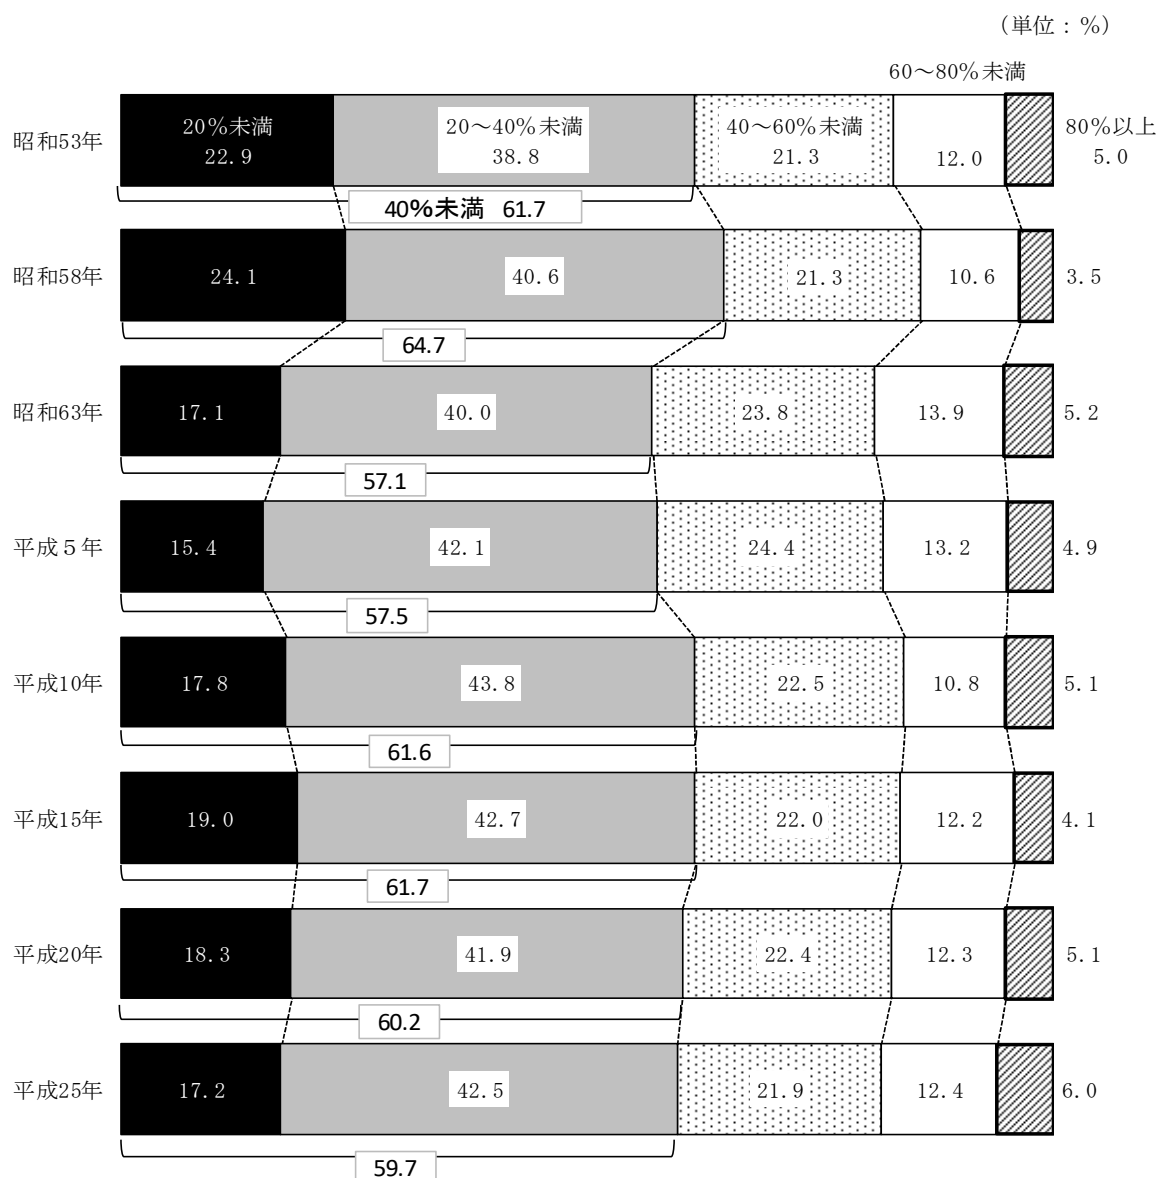 （単位：％）
60～80％未満
昭和53年
20％未満
22.9
20～40％未満
38.8
40～60％未満
21.3
12.0
80％以上
5.0
40％未満 61.7
昭和58年 24.1 40.6 21.3 10.6 3.5
64.7
昭和63年 17.1 40.0 23.8 13.9 5.2
57.1
平成５年 15.4 42.1 24.4 13.2 4.9
57.5
平成10年 17.8 43.8 22.5 10.8 5.1
61.6
平成15年 19.0 42.7 22.0 12.2 4.1
61.7
平成20年 18.3 41.9 22.4 12.3 5.1
60.2
平成25年 17.2 42.5 21.9 12.4 6.0
59.7